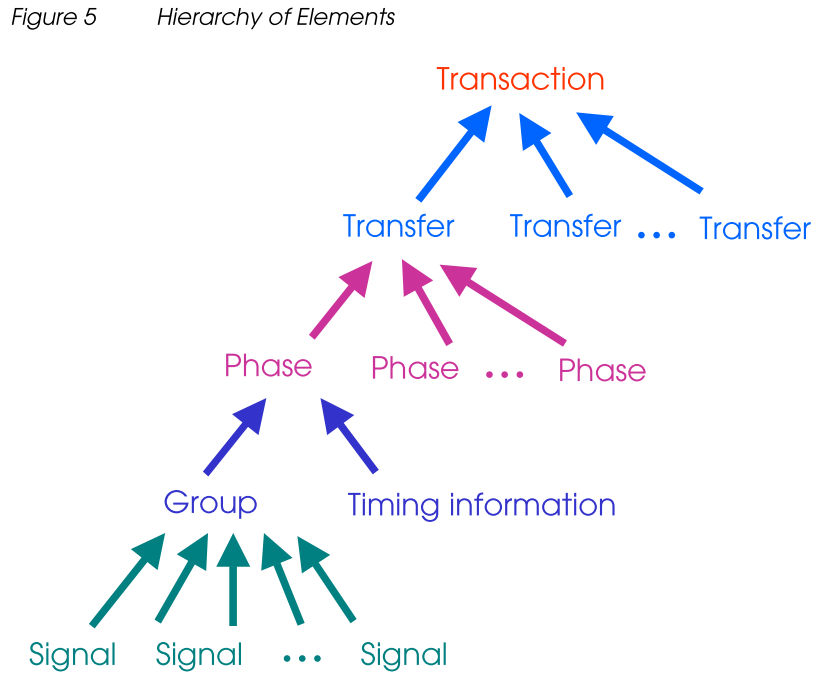 Figure 5 Hierarchy of Elements
Transaction
Transfer Transfer ... Transfer
Phase Phase ... Phase
Group Timing information
Signal Signal ... Signal